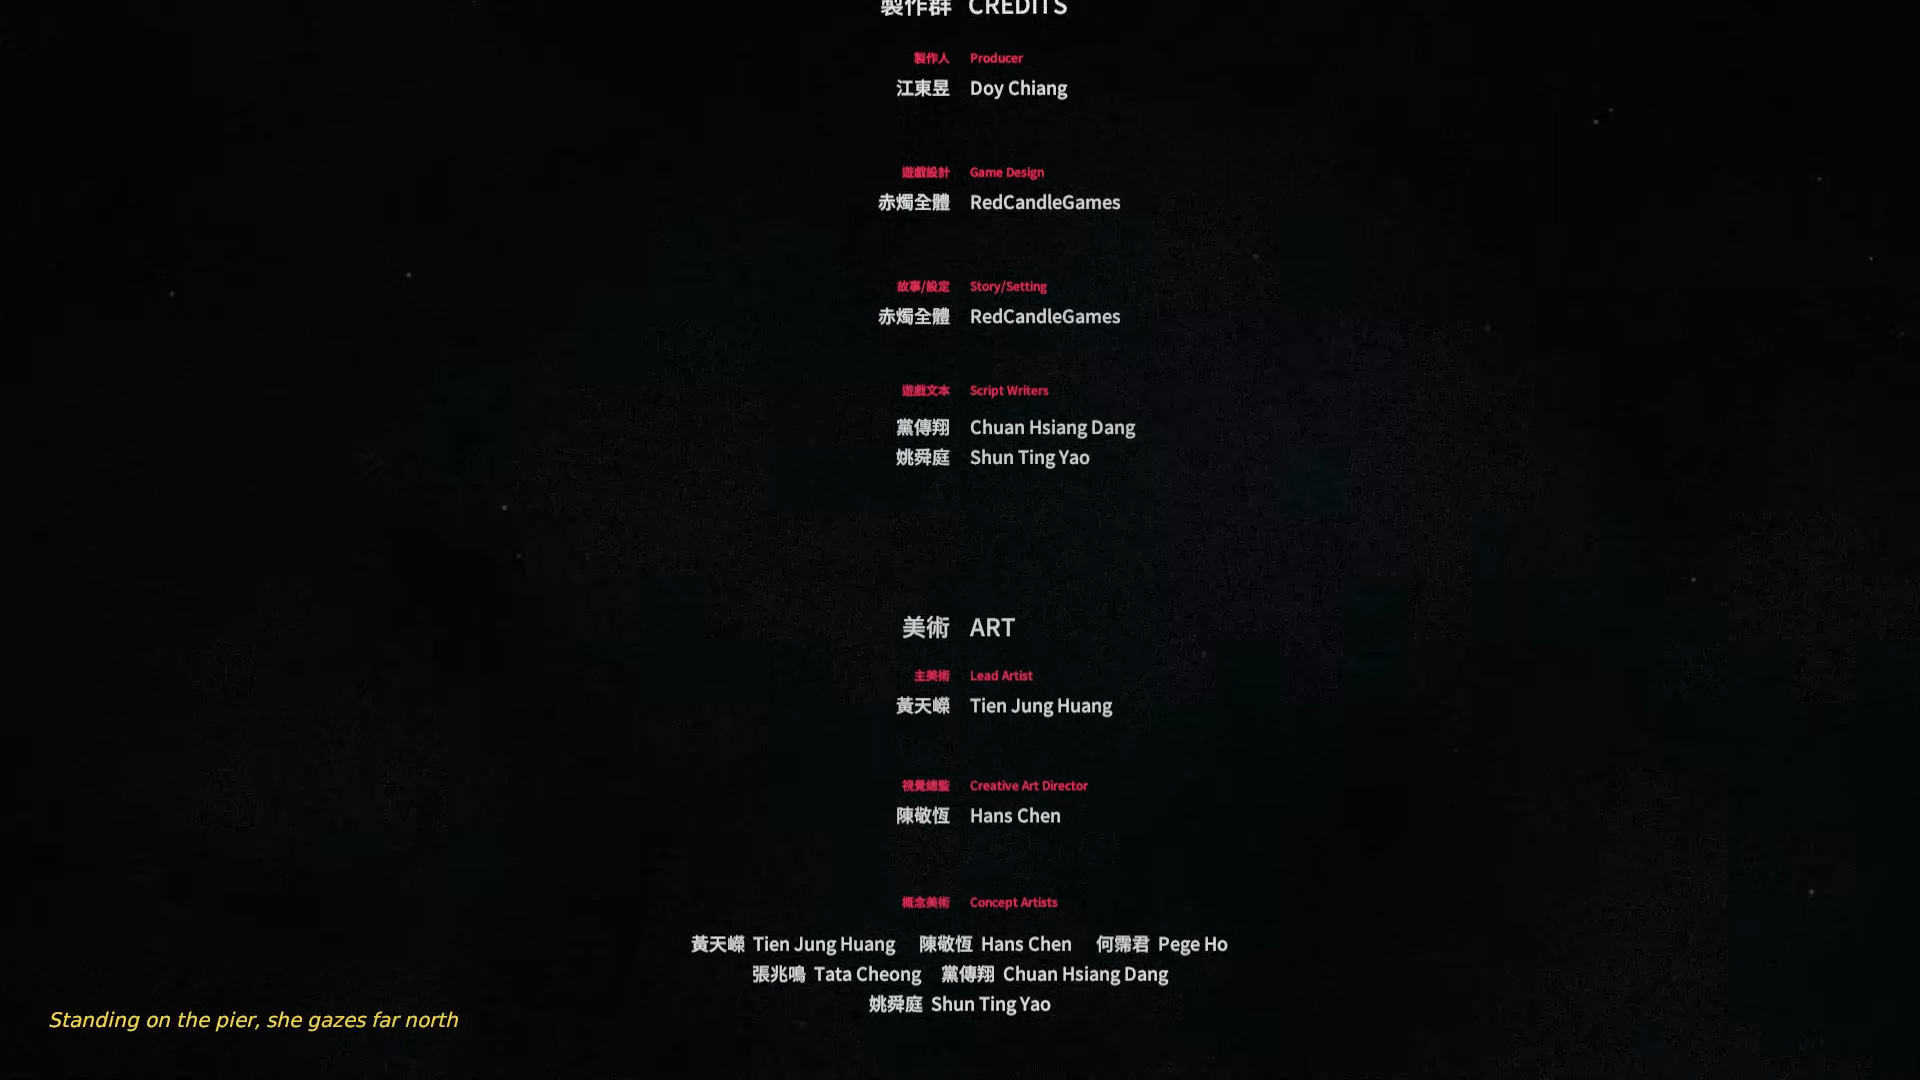 製作群 CREDITS
製作人 Producer
江東昱 Doy Chiang
遊戲設計 Game Design
赤燭全體 RedCandleGames
故事/設定 Story/Setting
赤燭全體 RedCandleGames
遊戲文本 Script Writers
黨傳翔 Chuan Hsiang Dang
姚舜庭 Shun Ting Yao
美術 ART
主美術 Lead Artist
黃天嶸 Tien Jung Huang
視覺總監 Creative Art Director
陳敬恆 Hans Chen
概念美術 Concept Artists
黃天嶸 Tien Jung Huang 陳敬恆 Hans Chen 何霈君 Pege Ho
張兆鳴 Tata Cheong 黨傳翔 Chuan Hsiang Dang
姚舜庭 Shun Ting Yao
Standing on the pier, she gazes far north